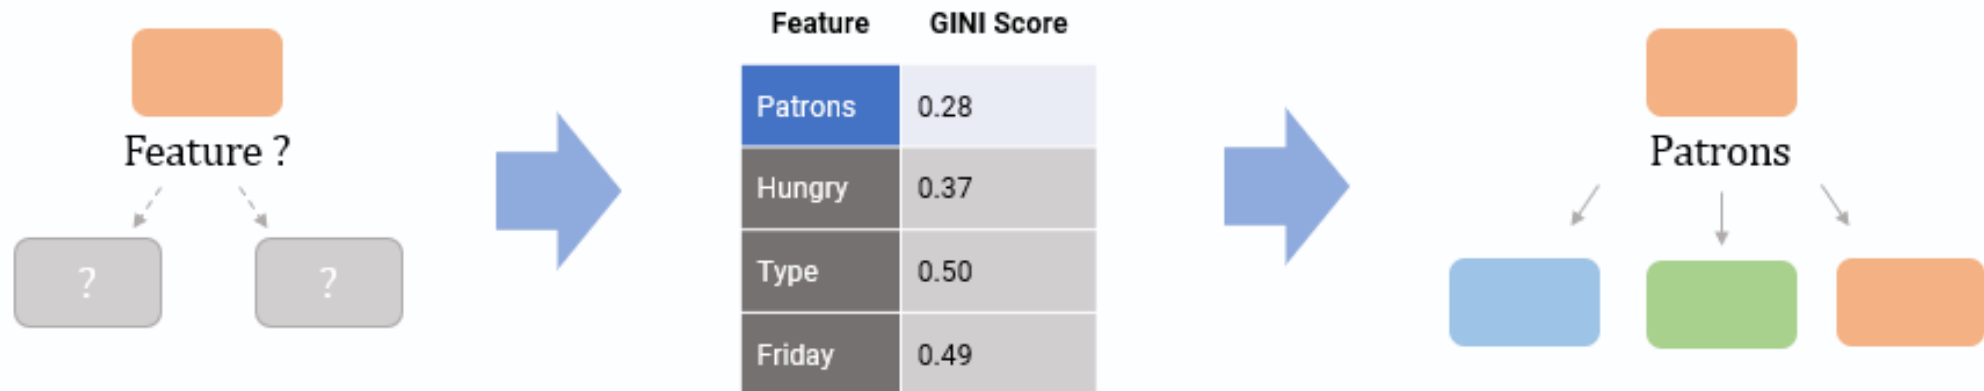 Feature ?
?
?
Feature GINI Score
Patrons 0.28
Hungry 0.37
Type 0.50
Friday 0.49
Patrons